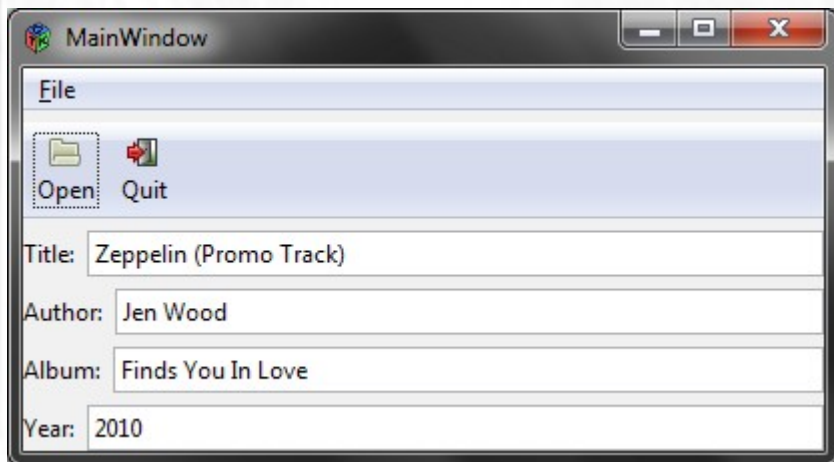 MainWindow
File
Open Quit
Title: Zeppelin (Promo Track)
Author: Jen Wood
Album: Finds You In Love
Year: 2010